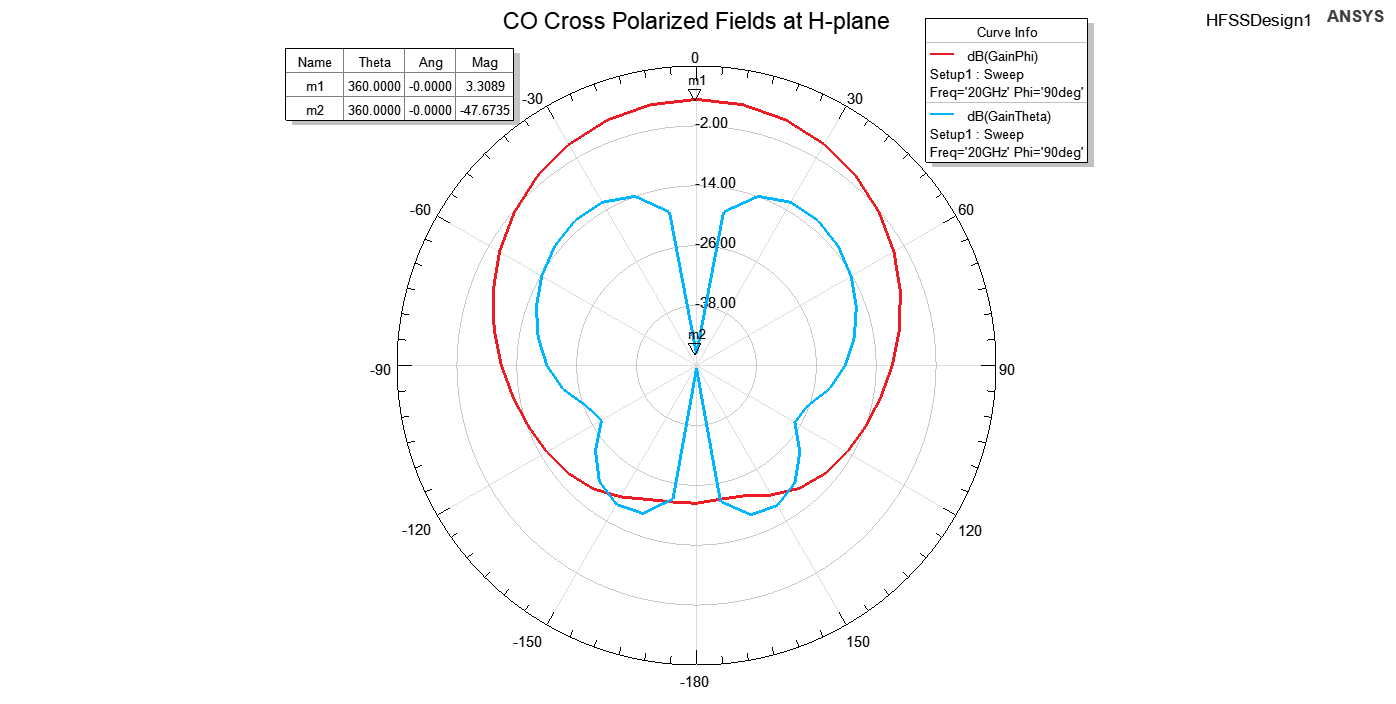 CO Cross Polarized Fields at H-plane
HFSSDesign1
ANSYS
Name Theta Ang Mag
m1 360.0000 -0.0000 3.3089
m2 360.0000 -0.0000 -47.6735
Curve Info
dB(GainPhi)
Setup1 : Sweep
Freq='20GHz' Phi='90deg'
dB(GainTheta)
Setup1 : Sweep
Freq='20GHz' Phi='90deg'
0
m1
-30
30
-2.00
-14.00
-60
60
-26.00
-38.00
m2
-90
90
-120
120
-150
150
-180